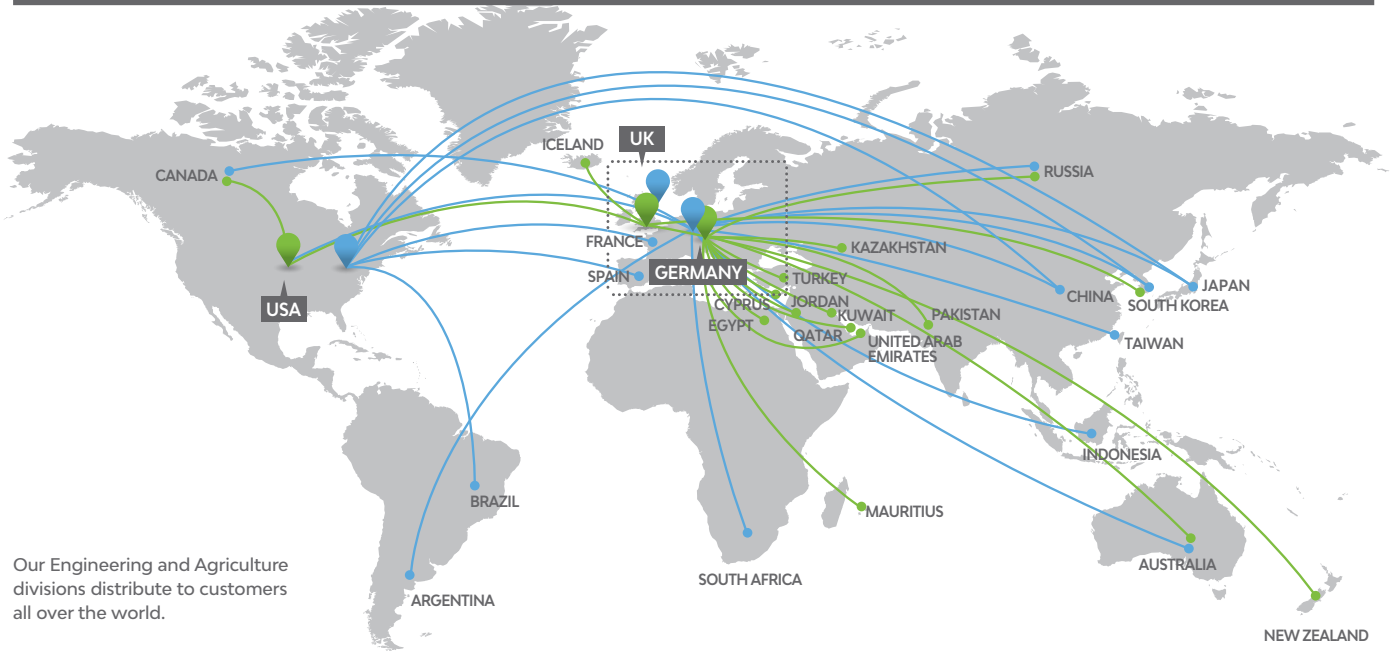 UK
ICELAND
CANADA
RUSSIA
FRANCE
KAZAKHSTAN
SPAIN
GERMANY
TURKEY
USA
CYPRUS
JORDAN
CHINA
JAPAN
SOUTH KOREA
EGYPT
KUWAIT
PAKISTAN
QATAR
UNITED ARAB
EMIRATES
TAIWAN
INDONESIA
BRAZIL
MAURITIUS
AUSTRALIA
SOUTH AFRICA
ARGENTINA
NEW ZEALAND
Our Engineering and Agriculture
divisions distribute to customers
all over the world.